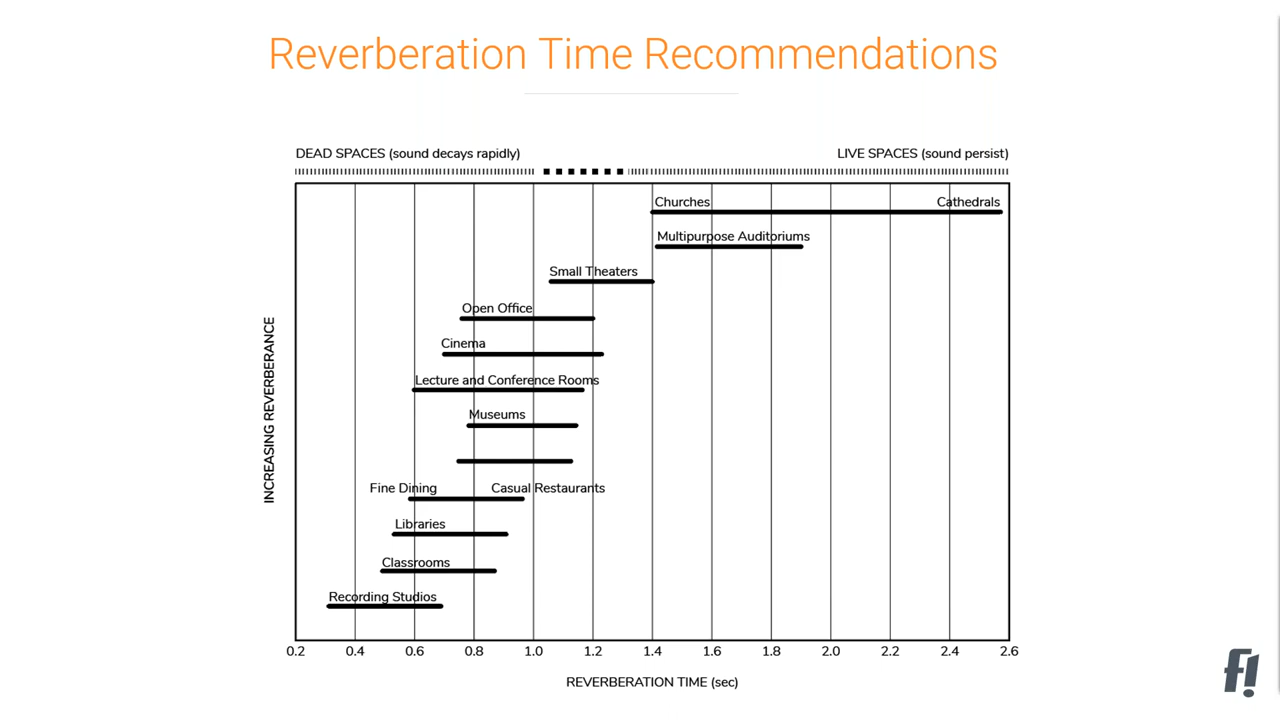 Reverberation Time Recommendations
DEAD SPACES (sound decays rapidly)
LIVE SPACES (sound persist)
Churches
Cathedrals
Multipurpose Auditoriums
Small Theaters
Open Office
Cinema
Lecture and Conference Rooms
Museums
Fine Dining
Casual Restaurants
Libraries
Classrooms
Recording Studios
INCREASING REVERBERANCE
0.2 0.4 0.6 0.8 1.0 1.2 1.4 1.6 1.8 2.0 2.2 2.4 2.6
REVERBERATION TIME (sec)
f!